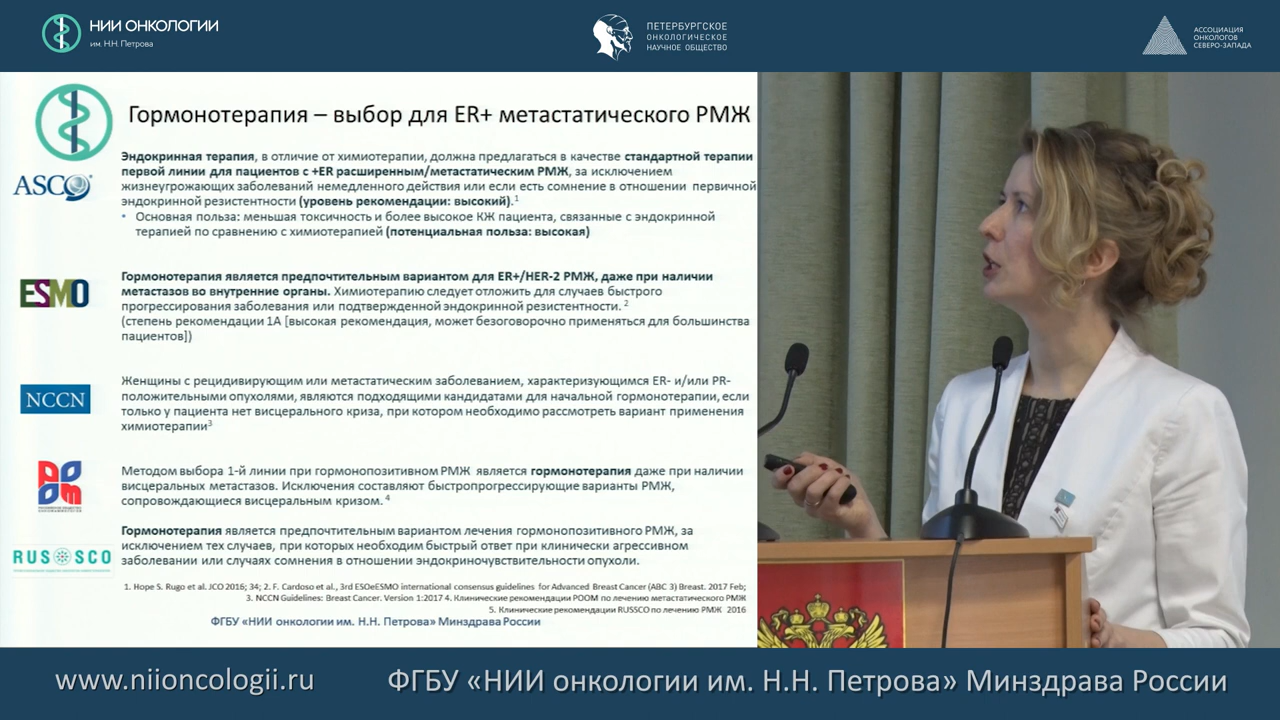 НИИ ОНКОЛОГИИ
им. Н.Н. Петрова
ПЕТЕРБУРГСКОЕ
ОНКОЛОГИЧЕСКОЕ
НАУЧНОЕ ОБЩЕСТВО
АССОЦИАЦИЯ
ОНКОЛОГОВ
СЕВЕРО-ЗАПАДА
Гормонотерапия – выбор для ER+ метастатического РМЖ
ASCO
Эндокринная терапия, в отличие от химиотерапии, должна предлагаться в качестве стандартной терапии
первой линии для пациентов с +ER расширенным/метастатическим РМЖ, за исключением
жизнеугрожающих заболеваний немедленного действия или если есть сомнение в отношении первичной
эндокринной резистентности (уровень рекомендации: высокий).1
• Основная польза: меньшая токсичность и более высокое КЖ пациента, связанные с эндокринной
терапией по сравнению с химиотерапией (потенциальная польза: высокая)
ESMO
Гормонотерапия является предпочтительным вариантом для ER+/HER-2 РМЖ, даже при наличии
метастазов во внутренние органы. Химиотерапию следует отложить для случаев быстрого
прогрессирования заболевания или подтвержденной эндокринной резистентности. 2
(степень рекомендации 1А [высокая рекомендация, может безоговорочно применяться для большинства
пациентов])
NCCN
Женщины с рецидивирующим или метастатическим заболеванием, характеризующимся ER- и/или PR-
положительными опухолями, являются подходящими кандидатами для начальной гормонотерапии, если
только у пациента нет висцерального криза, при котором необходимо рассмотреть вариант применения
химиотерапии3
Методом выбора 1-й линии при гормонопозитивном РМЖ является гормонотерапия даже при наличии
висцеральных метастазов. Исключения составляют быстропрогрессирующие варианты РМЖ,
сопровождающиеся висцеральным кризом. 4
RUSSCO
Гормонотерапия является предпочтительным вариантом лечения гормонопозитивного РМЖ, за
исключением тех случаев, при которых необходим быстрый ответ при клинически агрессивном
заболевании или случаях сомнения в отношении эндокриночувствительности опухоли.
1. Hope S. Rugo et al. JCO 2016; 34; 2. F. Cardoso et al., 3rd ESOeESMO international consensus guidelines for Advanced Breast Cancer (ABC 3) Breast. 2017 Feb;
3. NCCN Guidelines: Breast Cancer. Version 1:2017 4. Клинические рекомендации РООМ по лечению метастатического РМЖ
5. Клинические рекомендации RUSSCO по лечению РМЖ 2016
ФГБУ «НИИ онкологии им. Н.Н. Петрова» Минздрава России
www.niioncologii.ru
ФГБУ «НИИ онкологии им. Н.Н. Петрова» Минздрава России